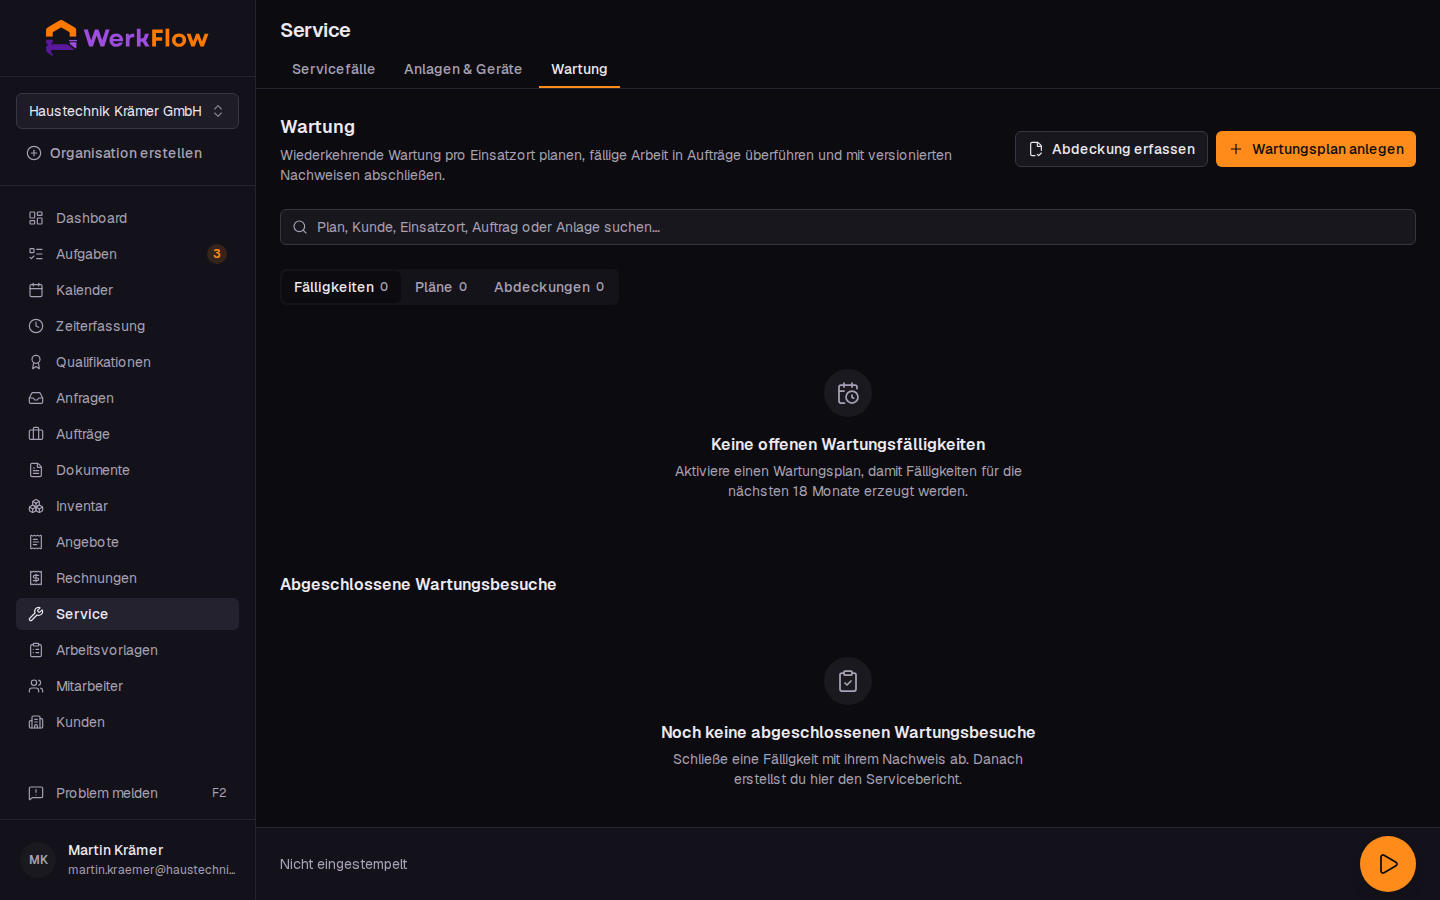 WerkFlow
Haustechnik Krämer GmbH
Organisation erstellen
Dashboard
Aufgaben 3
Kalender
Zeiterfassung
Qualifikationen
Anfragen
Aufträge
Dokumente
Inventar
Angebote
Rechnungen
Service
Arbeitsvorlagen
Mitarbeiter
Kunden
Problem melden F2
MK
Martin Krämer
martin.kraemer@haustechni...
Service
Servicefälle Anlagen & Geräte Wartung
Wartung
Wiederkehrende Wartung pro Einsatzort planen, fällige Arbeit in Aufträge überführen und mit versionierten
Nachweisen abschließen.
Abdeckung erfassen
Wartungsplan anlegen
Plan, Kunde, Einsatzort, Auftrag oder Anlage suchen...
Fälligkeiten 0 Pläne 0 Abdeckungen 0
Keine offenen Wartungsfälligkeiten
Aktiviere einen Wartungsplan, damit Fälligkeiten für die
nächsten 18 Monate erzeugt werden.
Abgeschlossene Wartungsbesuche
Noch keine abgeschlossenen Wartungsbesuche
Schließe eine Fälligkeit mit ihrem Nachweis ab. Danach
erstellst du hier den Servicebericht.
Nicht eingestempelt